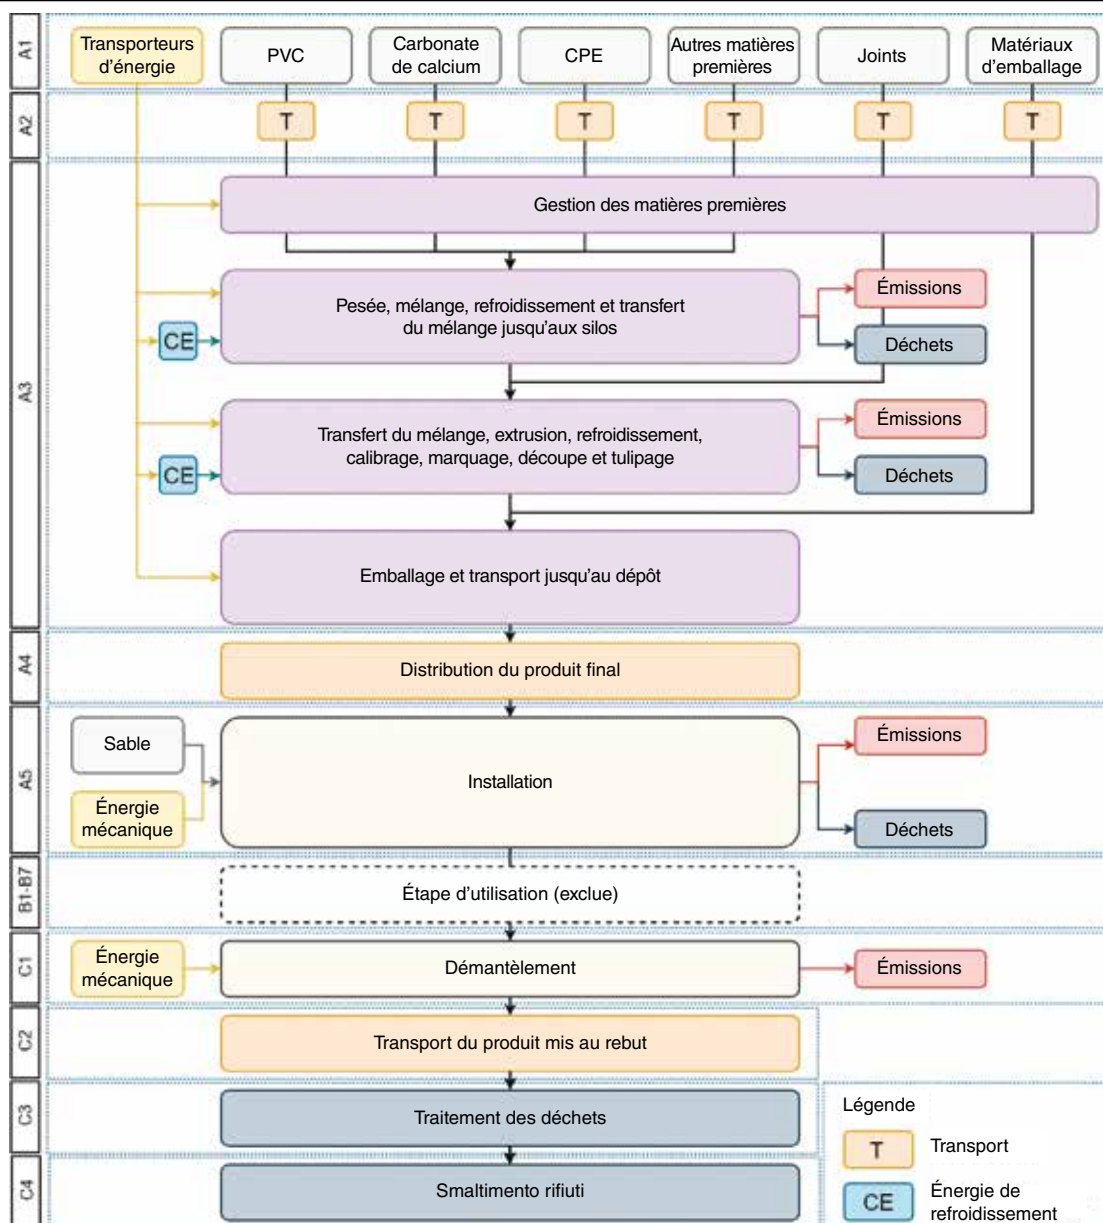 A1
Transporteurs
d'énergie
PVC
Carbonate
de calcium
CPE
Autres matières
premières
Joints
Matériaux
d'emballage
A2
T
T
T
T
T
T
A3
Gestion des matières premières
Pesée, mélange, refroidissement et transfert
du mélange jusqu'aux silos
Émissions
CE
Déchets
Transfert du mélange, extrusion, refroidissement,
calibrage, marquage, découpe et tulipage
Émissions
CE
Déchets
Emballage et transport jusqu'au dépôt
A4
Distribution du produit final
A5
Sable
Énergie
mécanique
Installation
Émissions
Déchets
B1-B7
Étape d'utilisation (exclue)
C1
Énergie
mécanique
Démantèlement
Émissions
C2
Transport du produit mis au rebut
C3
Traitement des déchets
C4
Smaltimento rifiuti
Légende
T
Transport
CE
Énergie de
refroidissement